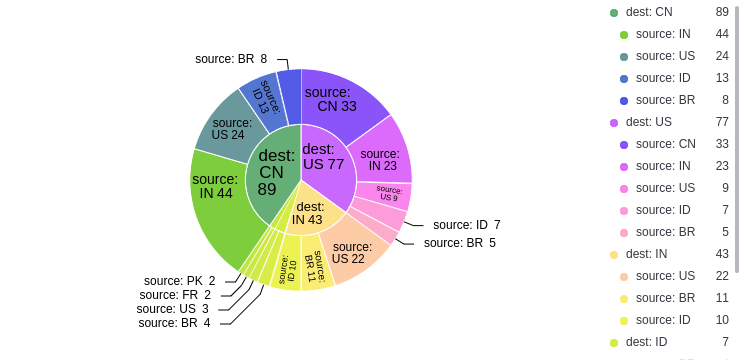 source: BR 8
source:
CN 33
source:
ID 13
source:
US 24
source:
IN 23
dest:
CN
89
dest:
US 77
source:
IN 44
source:
US 9
dest:
IN 43
source: ID 7
source: BR 5
source:
US 22
source:
BR 11
source:
ID 10
source: PK 2
source: FR 2
source: US 3
source: BR 4
dest: CN 89
source: IN 44
source: US 24
source: ID 13
source: BR 8
dest: US 77
source: CN 33
source: IN 23
source: US 9
source: ID 7
source: BR 5
dest: IN 43
source: US 22
source: BR 11
source: ID 10
dest: ID 7